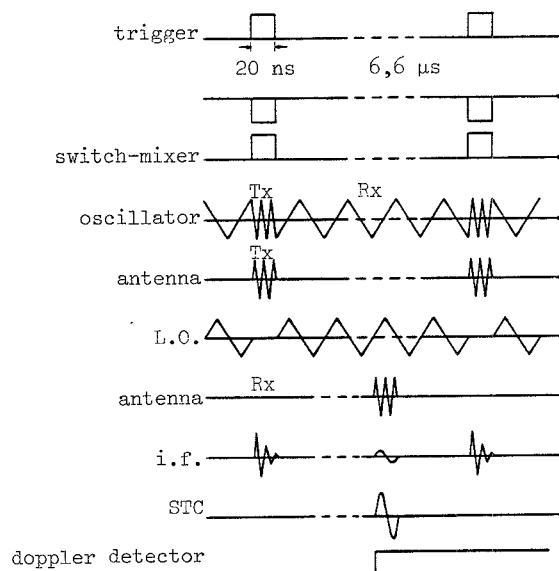 trigger
20 ns 6,6 µs
switch-mixer
Tx Rx
oscillator
Tx
antenna
L.O.
Rx
antenna
i.f.
STC
doppler detector